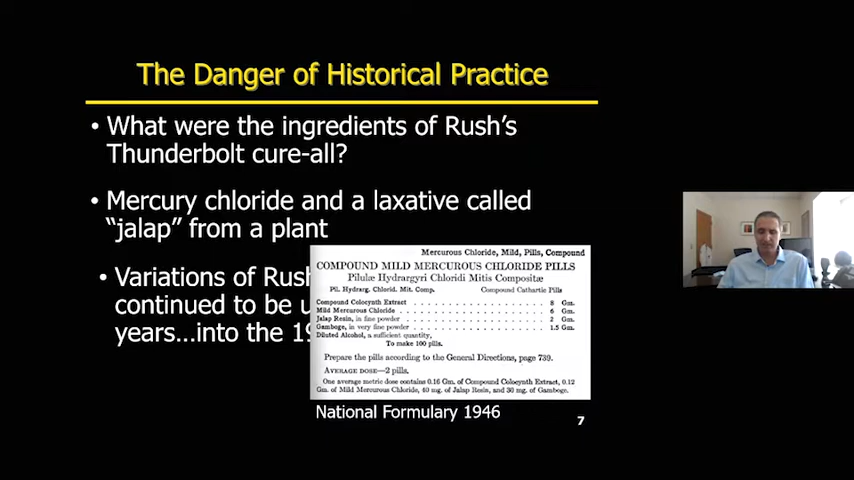 The Danger of Historical Practice
• What were the ingredients of Rush's
Thunderbolt cure-all?
• Mercury chloride and a laxative called
"jalap" from a plant
• Variations of Rush
continued to be u
years...into the 19
Mercurous Chloride, Mild, Pills, Compound
COMPOUND MILD MERCUROUS CHLORIDE PILLS
Pilulæ Hydrargyri Chloridi Mitis Compositæ
Pil. Hydrarg. Chlorid. Mit. Comp. Compound Cathartic Pills
Compound Colocynth Extract . . . . . . . . . . . . . . . . 8 Gm.
Mild Mercurous Chloride . . . . . . . . . . . . . . . . 6 Gm.
Jalap Resin, in fine powder . . . . . . . . . . . . . . . . 2 Gm.
Gamboge, in very fine powder . . . . . . . . . . . . . . . . 1.5 Gm.
Diluted Alcohol, a sufficient quantity,
To make 100 pills.
Prepare the pills according to the General Directions, page 739.
AVERAGE DOSE—2 pills.
One average metric dose contains 0.16 Gm. of Compound Colocynth Extract, 0.12
Gm. of Mild Mercurous Chloride, 40 mg. of Jalap Resin, and 30 mg. of Gamboge.
National Formulary 1946
7